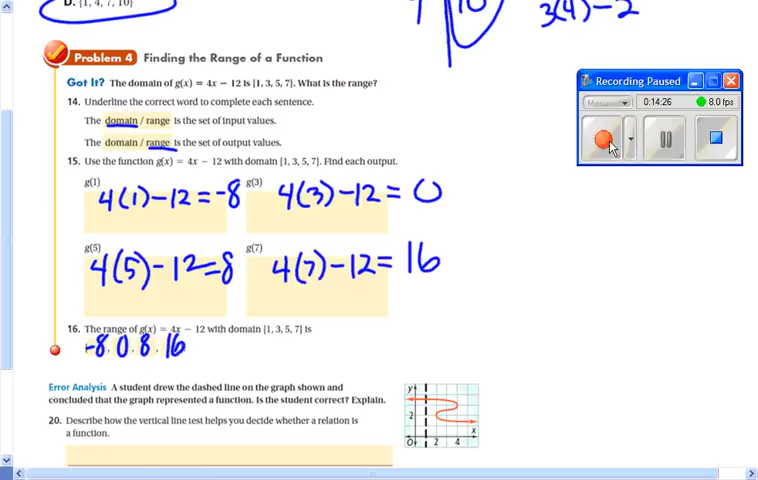 D. {1, 4, 7, 10}
3(4) - 2
Problem 4 Finding the Range of a Function
Got It? The domain of g(x) = 4x − 12 is {1, 3, 5, 7}. What is the range?
14. Underline the correct word to complete each sentence.
The domain / range is the set of input values.
The domain / range is the set of output values.
15. Use the function g(x) = 4x − 12 with domain {1, 3, 5, 7}. Find each output.
g(1) g(3)
4(1)-12=-8 4(3)-12=0
g(5) g(7)
4(5)-12=8 4(7)-12=16
16. The range of g(x) = 4x − 12 with domain {1, 3, 5, 7} is
-8, 0, 8, 16
Error Analysis A student drew the dashed line on the graph shown and
concluded that the graph represented a function. Is the student correct? Explain.
20. Describe how the vertical line test helps you decide whether a relation is
a function.
y
2
O 2 4
x
Recording Paused
0:14:26 8.0 fps